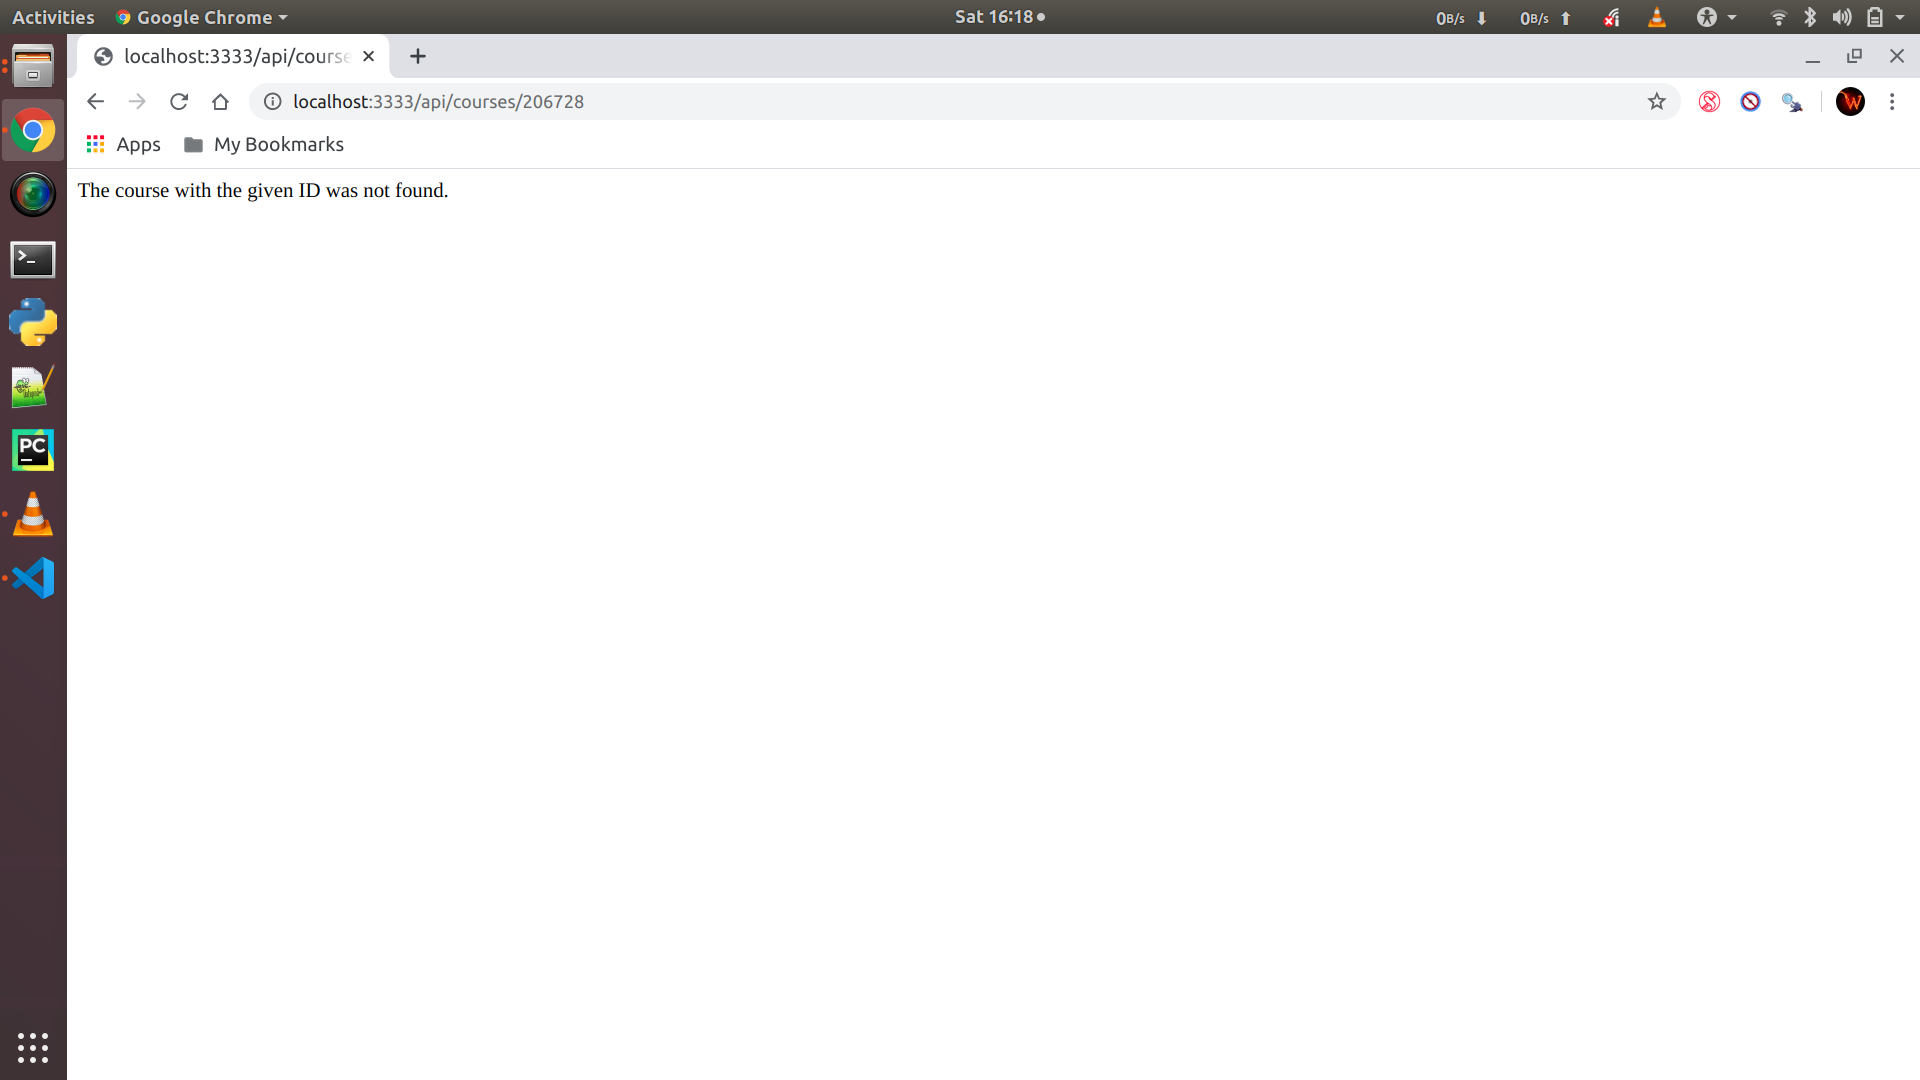 Activities Google Chrome Sat 16:18 0B/s 0B/s
localhost:3333/api/course
localhost:3333/api/courses/206728
Apps My Bookmarks
The course with the given ID was not found.
PC